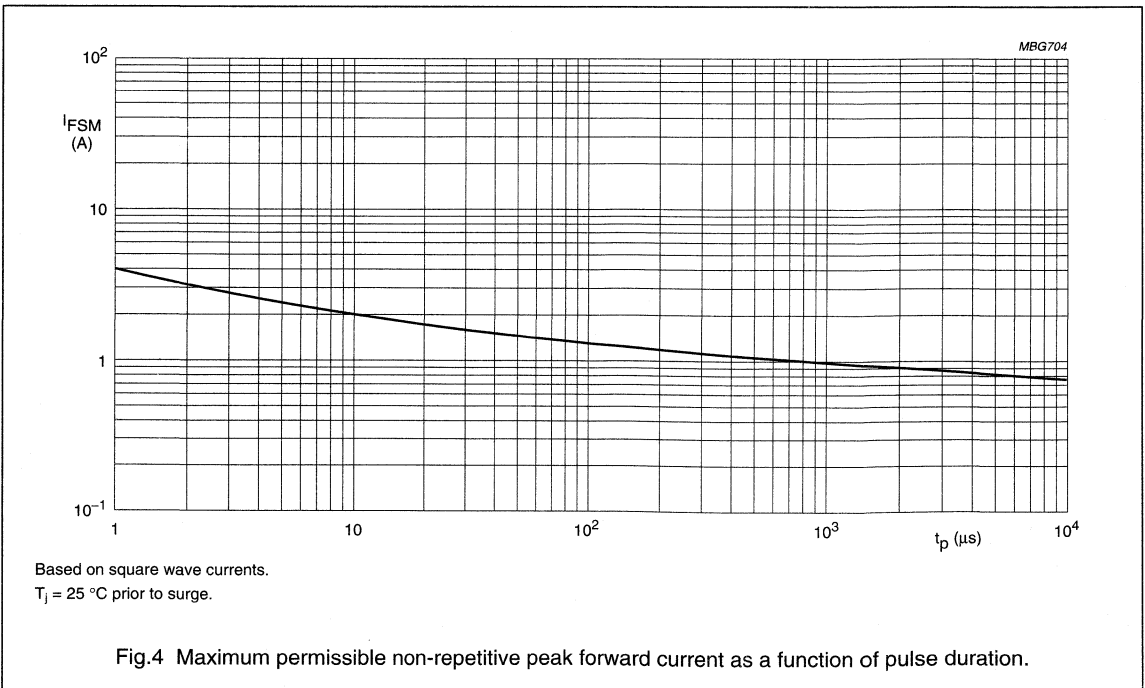 MBG704
10²
I_FSM
(A)
10
1
10⁻¹
1
10
10²
10³
t_p (μs)
10⁴
Based on square wave currents.
T_j = 25 °C prior to surge.
Fig.4 Maximum permissible non-repetitive peak forward current as a function of pulse duration.